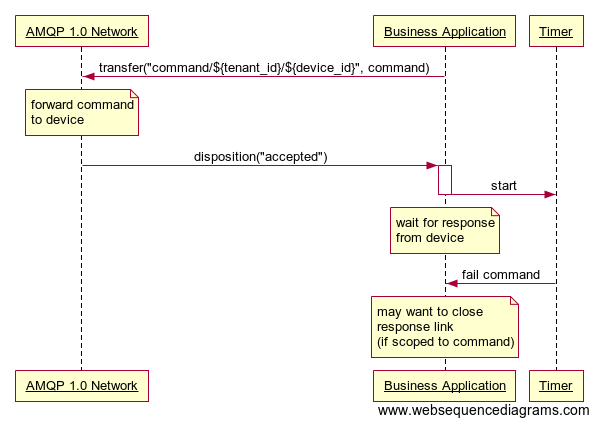 AMQP 1.0 Network
Business Application
Timer
transfer("command/${tenant_id}/${device_id}", command)
forward command
to device
disposition("accepted")
start
wait for response
from device
fail command
may want to close
response link
(if scoped to command)
AMQP 1.0 Network
Business Application
Timer
www.websequencediagrams.com